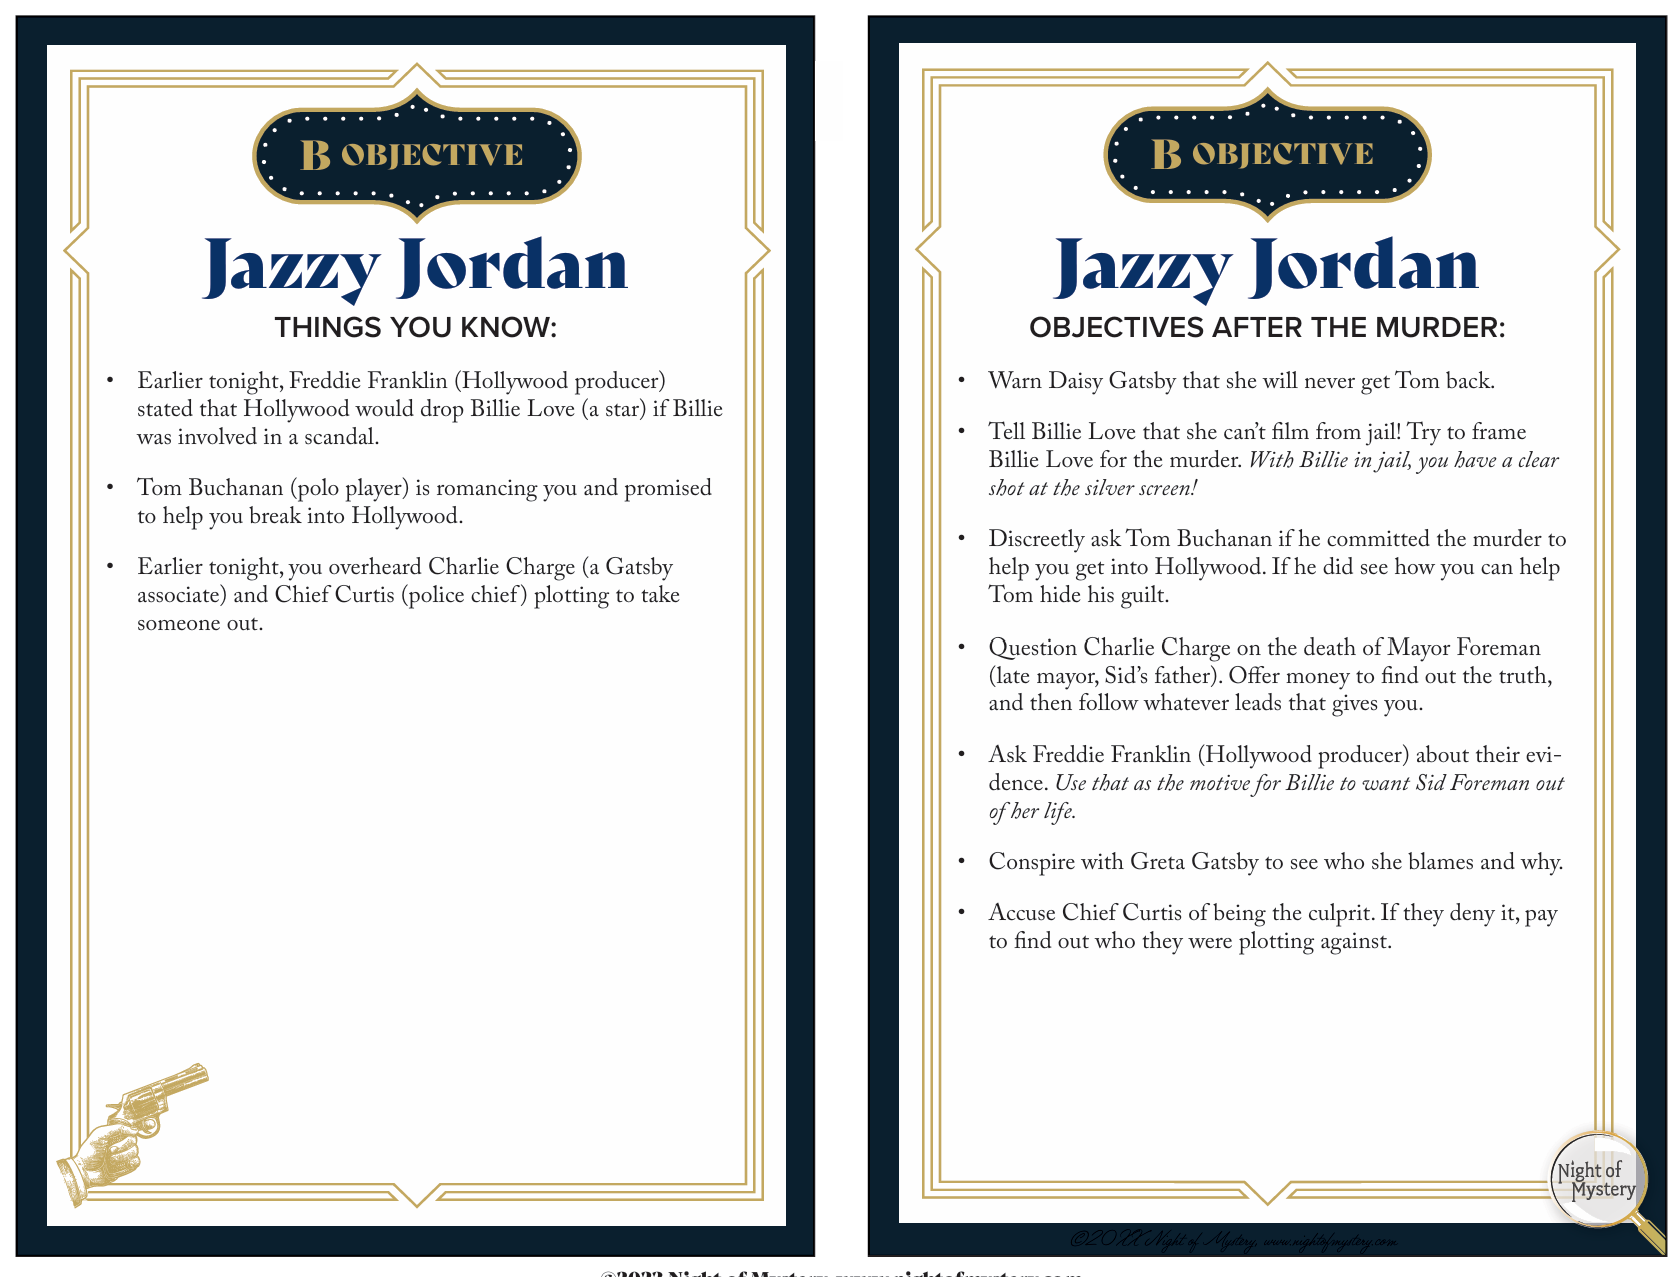 B OBJECTIVE
Jazzy Jordan
THINGS YOU KNOW:
• Earlier tonight, Freddie Franklin (Hollywood producer)
stated that Hollywood would drop Billie Love (a star) if Billie
was involved in a scandal.
• Tom Buchanan (polo player) is romancing you and promised
to help you break into Hollywood.
• Earlier tonight, you overheard Charlie Charge (a Gatsby
associate) and Chief Curtis (police chief) plotting to take
someone out.
B OBJECTIVE
Jazzy Jordan
OBJECTIVES AFTER THE MURDER:
• Warn Daisy Gatsby that she will never get Tom back.
• Tell Billie Love that she can't film from jail! Try to frame
Billie Love for the murder. With Billie in jail, you have a clear
shot at the silver screen!
• Discreetly ask Tom Buchanan if he committed the murder to
help you get into Hollywood. If he did see how you can help
Tom hide his guilt.
• Question Charlie Charge on the death of Mayor Foreman
(late mayor, Sid's father). Offer money to find out the truth,
and then follow whatever leads that gives you.
• Ask Freddie Franklin (Hollywood producer) about their evi-
dence. Use that as the motive for Billie to want Sid Foreman out
of her life.
• Conspire with Greta Gatsby to see who she blames and why.
• Accuse Chief Curtis of being the culprit. If they deny it, pay
to find out who they were plotting against.
Night of
Mystery
©20XX Night of Mystery, www.nightofmystery.com
©2022 Night of Mystery, www.nightofmystery.com